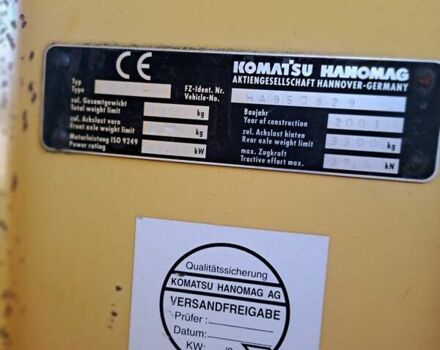 CE KOMATSU HANOMAG
AKTIENGESELLSCHAFT HANNOVER-GERMANY
Typ
Type
FZ-Ident. Nr.
Vehicle-No.
HA950829
zul. Gesamtgewicht
Total weight limit
kg
Baujahr
Year of construction
2001
zul. Achslast vorn
Front axle weight limit
kg
zul. Achslast hinten
Rear axle weight limit
kg
Motorleistung ISO 9249
Power rating
kW
max. Zugkraft
Tractive effort max.
kN
Qualitätssicherung
KOMATSU HANOMAG AG
VERSANDFREIGABE
Prüfer :
Datum:
KW: